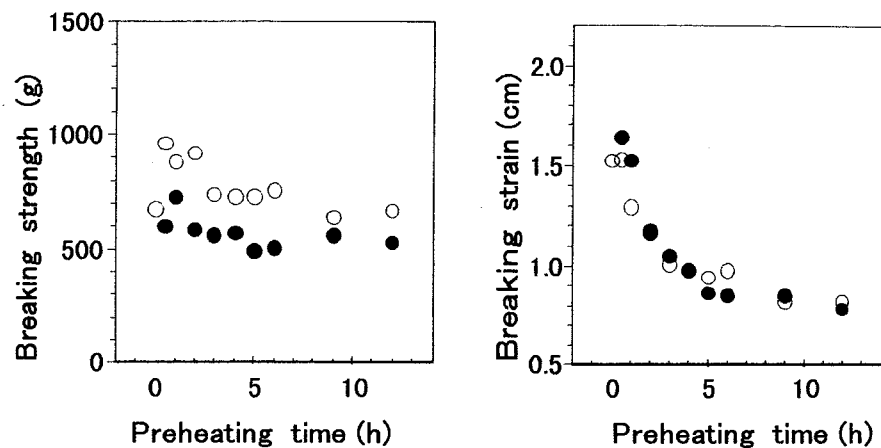 1500
1000
500
0
0 5 10
Breaking strength (g)
Preheating time (h)
2.0
1.5
1.0
0.5
0 5 10
Breaking strain (cm)
Preheating time (h)